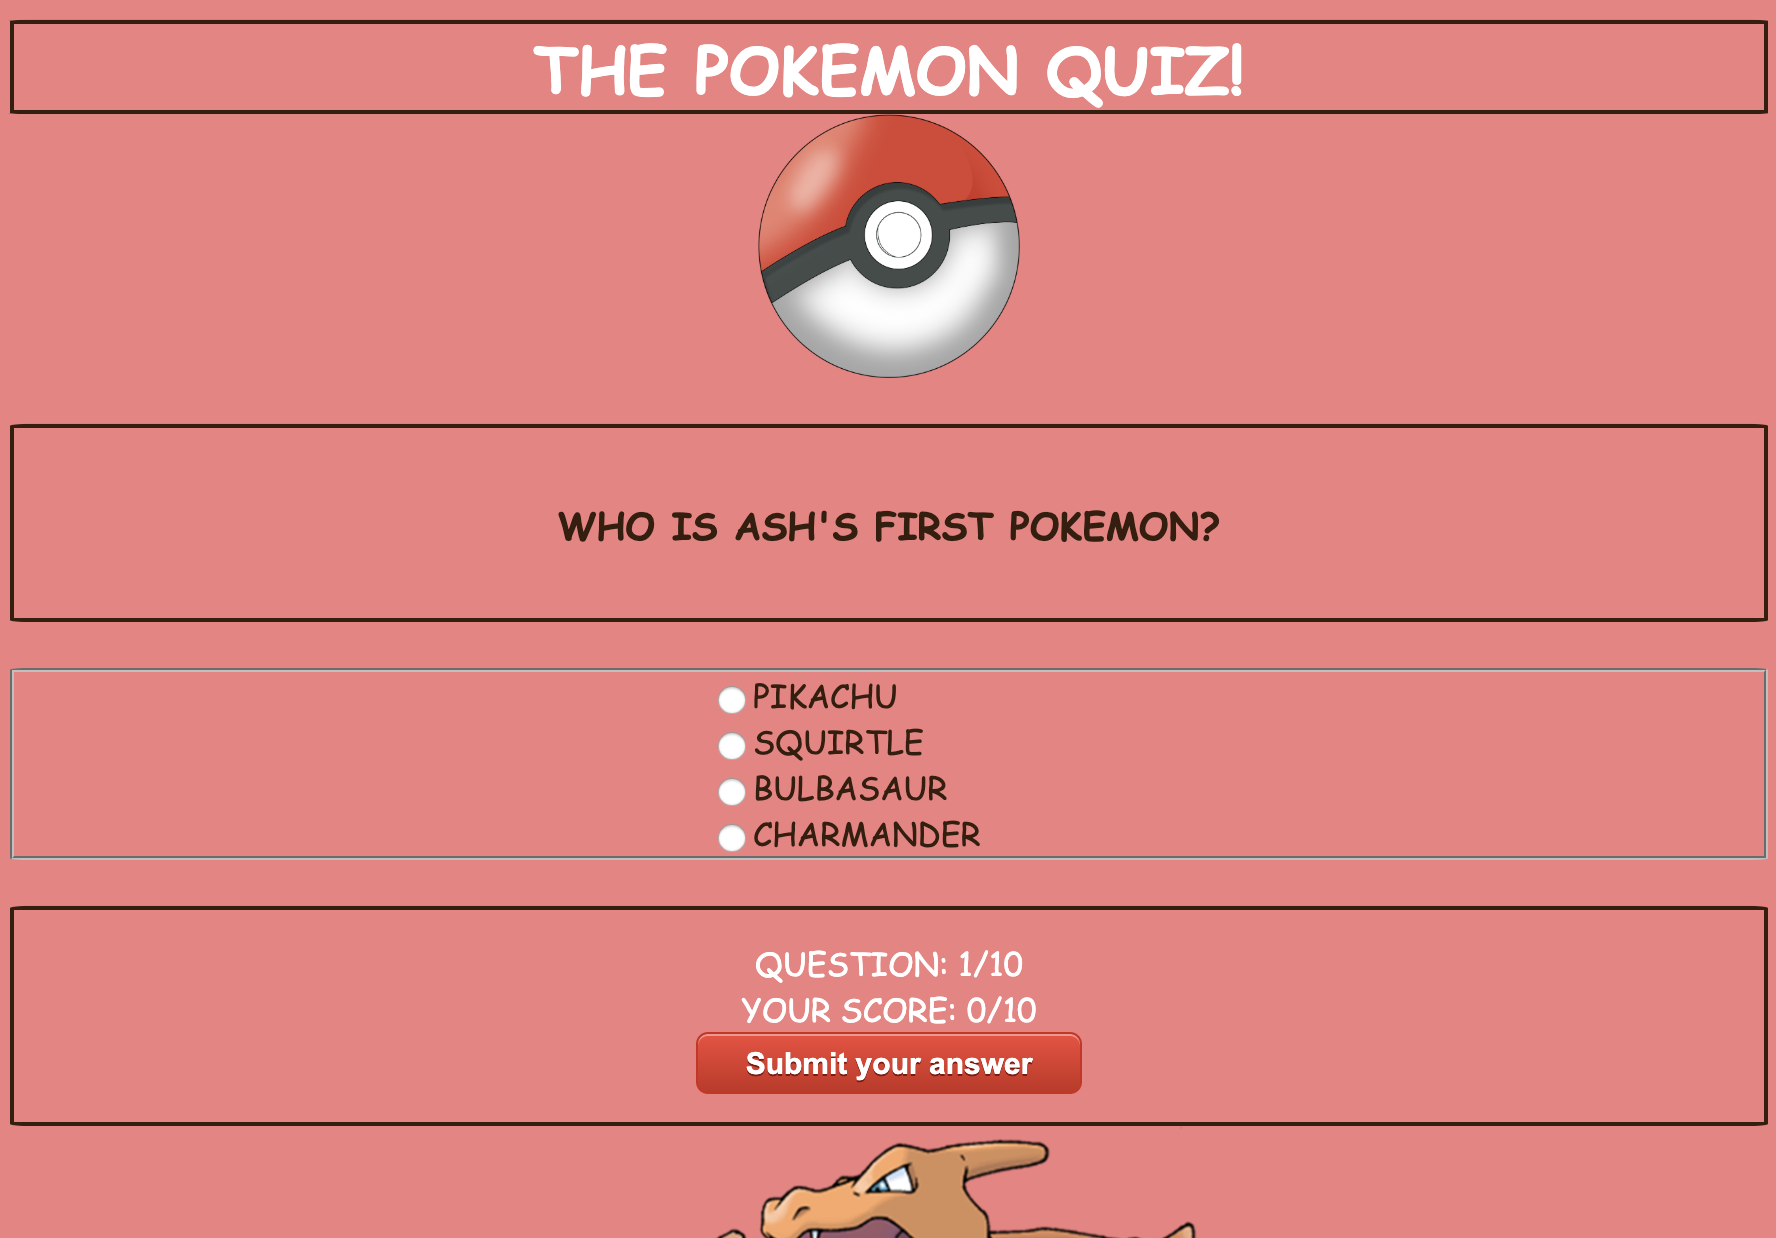 THE POKEMON QUIZ!
WHO IS ASH'S FIRST POKEMON?
PIKACHU
SQUIRTLE
BULBASAUR
CHARMANDER
QUESTION: 1/10
YOUR SCORE: 0/10
Submit your answer